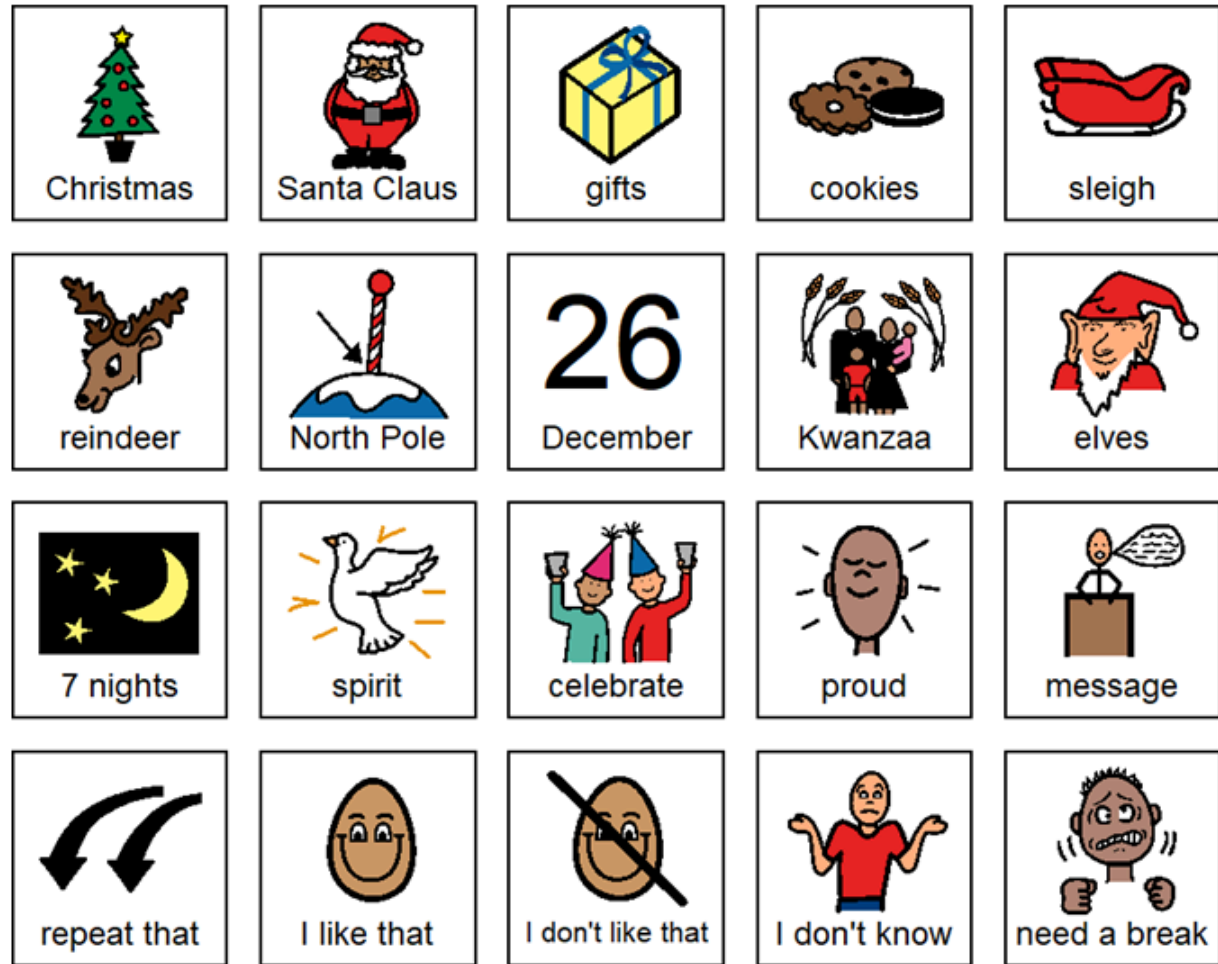 Christmas
Santa Claus
gifts
cookies
sleigh
reindeer
North Pole
26
December
Kwanzaa
elves
7 nights
spirit
celebrate
proud
message
repeat that
I like that
I don't like that
I don't know
need a break